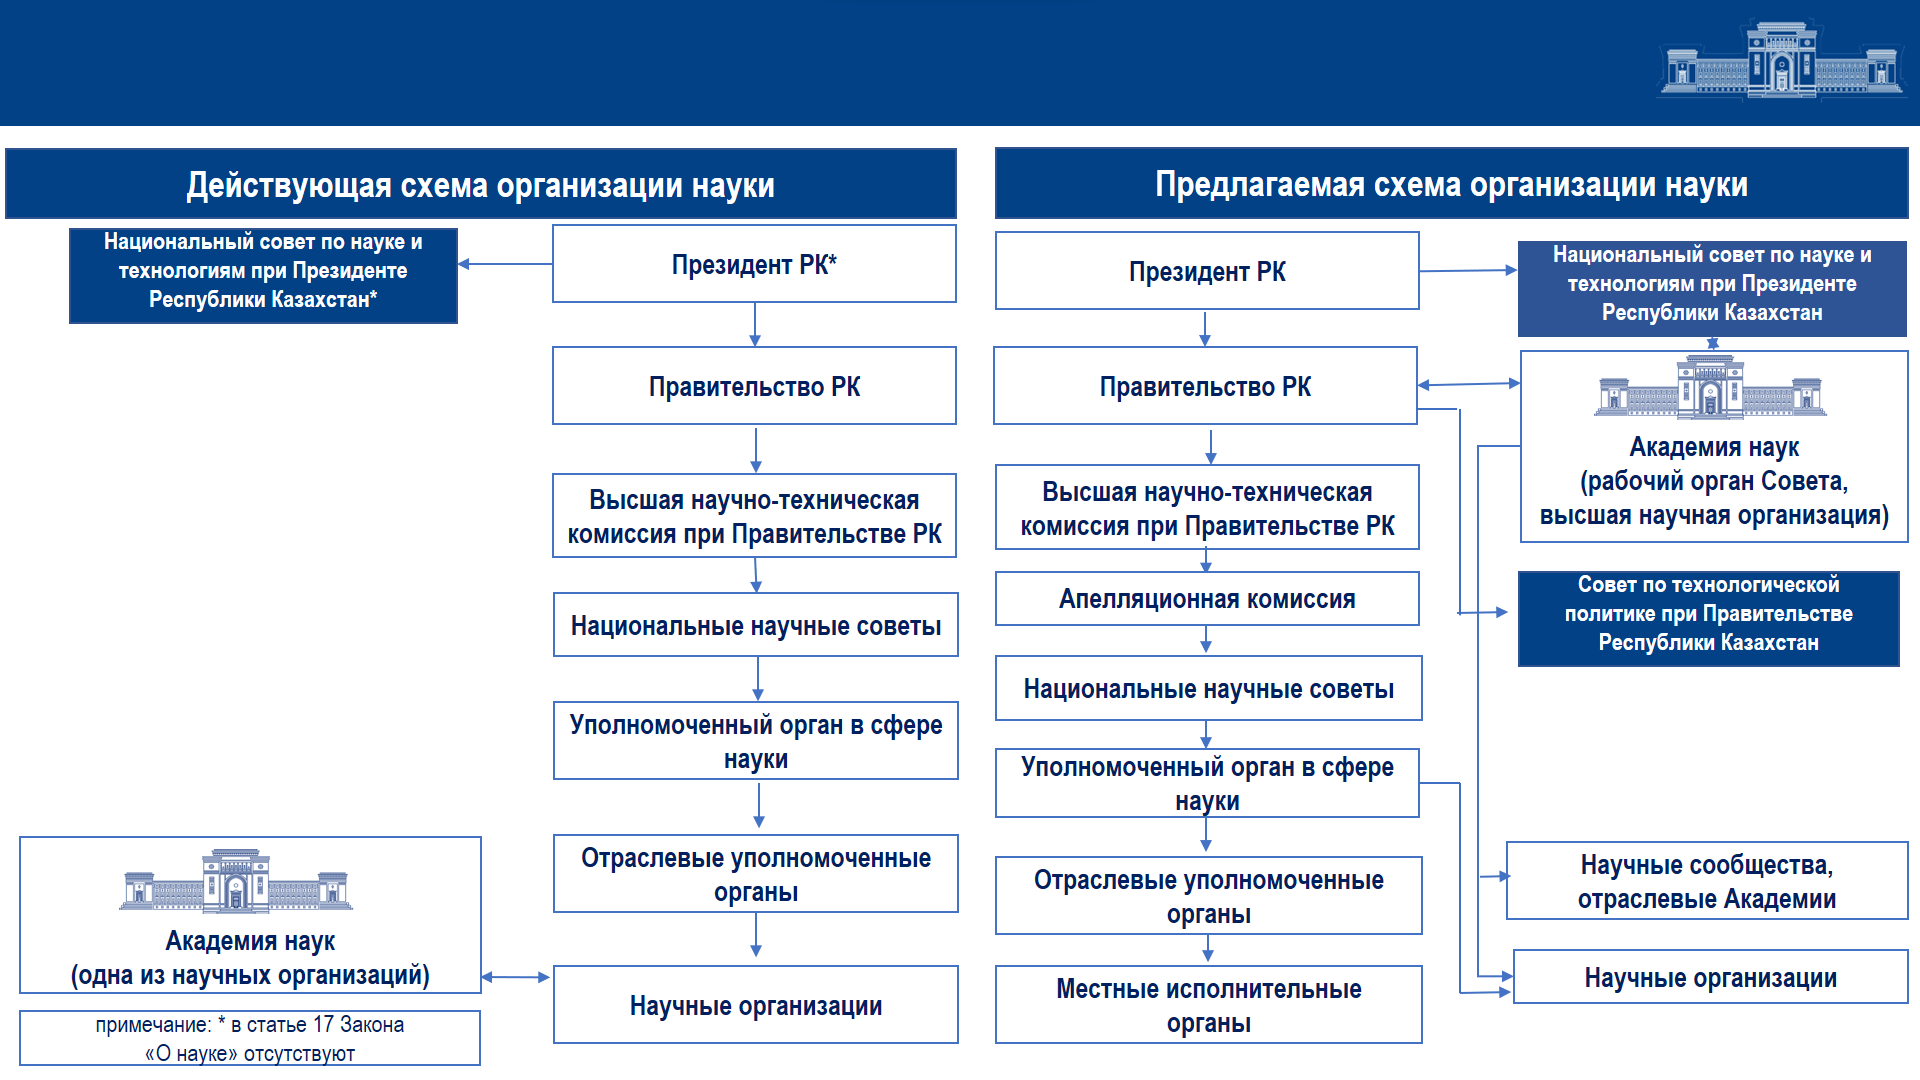 Действующая схема организации науки
Национальный совет по науке и
технологиям при Президенте
Республики Казахстан*
Президент РК*
Правительство РК
Высшая научно-техническая
комиссия при Правительстве РК
Национальные научные советы
Уполномоченный орган в сфере
науки
Отраслевые уполномоченные
органы
Академия наук
(одна из научных организаций)
Научные организации
примечание: * в статье 17 Закона
«О науке» отсутствуют
Предлагаемая схема организации науки
Президент РК
Национальный совет по науке и
технологиям при Президенте
Республики Казахстан
Правительство РК
Академия наук
(рабочий орган Совета,
высшая научная организация)
Высшая научно-техническая
комиссия при Правительстве РК
Апелляционная комиссия
Совет по технологической
политике при Правительстве
Республики Казахстан
Национальные научные советы
Уполномоченный орган в сфере
науки
Отраслевые уполномоченные
органы
Научные сообщества,
отраслевые Академии
Местные исполнительные
органы
Научные организации